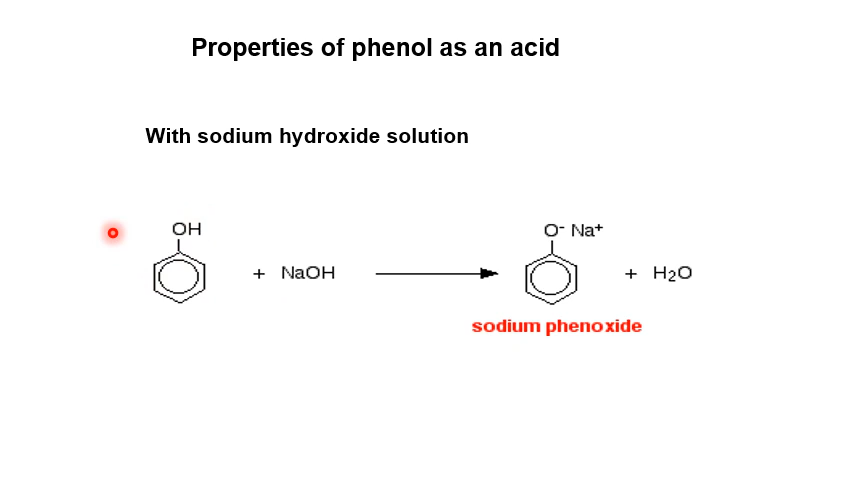 Properties of phenol as an acid
With sodium hydroxide solution
OH
O- Na+
+ NaOH
+ H2O
sodium phenoxide